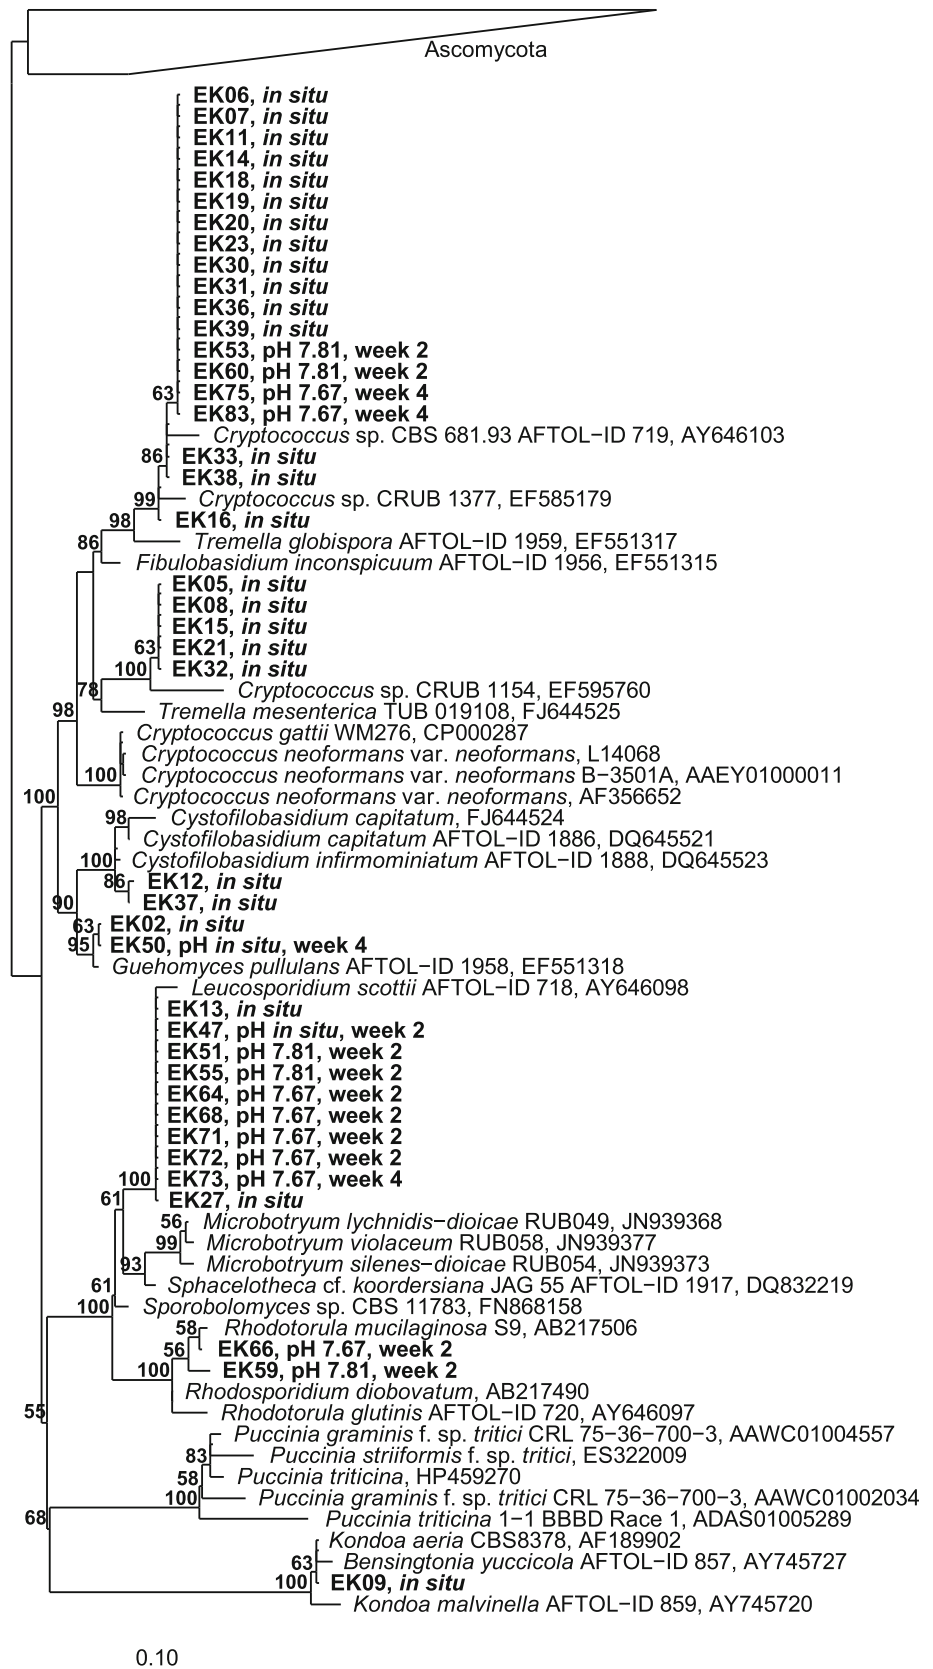 Ascomycota
EK06, in situ
EK07, in situ
EK11, in situ
EK14, in situ
EK18, in situ
EK19, in situ
EK20, in situ
EK23, in situ
EK30, in situ
EK31, in situ
EK36, in situ
EK39, in situ
EK53, pH 7.81, week 2
EK60, pH 7.81, week 2
EK75, pH 7.67, week 4
63
EK83, pH 7.67, week 4
Cryptococcus sp. CBS 681.93 AFTOL−ID 719, AY646103
86
EK33, in situ
EK38, in situ
99
Cryptococcus sp. CRUB 1377, EF585179
98
EK16, in situ
86
Tremella globispora AFTOL−ID 1959, EF551317
Fibulobasidium inconspicuum AFTOL−ID 1956, EF551315
EK05, in situ
EK08, in situ
EK15, in situ
63
EK21, in situ
100
EK32, in situ
78
Cryptococcus sp. CRUB 1154, EF595760
98
Tremella mesenterica TUB 019108, FJ644525
Cryptococcus gattii WM276, CP000287
Cryptococcus neoformans var. neoformans, L14068
100
Cryptococcus neoformans var. neoformans B−3501A, AAEY01000011
100
Cryptococcus neoformans var. neoformans, AF356652
98
Cystofilobasidium capitatum, FJ644524
Cystofilobasidium capitatum AFTOL−ID 1886, DQ645521
100
Cystofilobasidium infirmominiatum AFTOL−ID 1888, DQ645523
86
EK12, in situ
90
EK37, in situ
63
EK02, in situ
95
EK50, pH in situ, week 4
Guehomyces pullulans AFTOL−ID 1958, EF551318
Leucosporidium scottii AFTOL−ID 718, AY646098
EK13, in situ
EK47, pH in situ, week 2
EK51, pH 7.81, week 2
EK55, pH 7.81, week 2
EK64, pH 7.67, week 2
EK68, pH 7.67, week 2
EK71, pH 7.67, week 2
EK72, pH 7.67, week 2
100
EK73, pH 7.67, week 4
61
EK27, in situ
56
Microbotryum lychnidis−dioicae RUB049, JN939368
99
Microbotryum violaceum RUB058, JN939377
93
Microbotryum silenes−dioicae RUB054, JN939373
61
Sphacelotheca cf. koordersiana JAG 55 AFTOL−ID 1917, DQ832219
100
Sporobolomyces sp. CBS 11783, FN868158
58
Rhodotorula mucilaginosa S9, AB217506
56
EK66, pH 7.67, week 2
100
EK59, pH 7.81, week 2
Rhodosporidium diobovatum, AB217490
55
Rhodotorula glutinis AFTOL−ID 720, AY646097
Puccinia graminis f. sp. tritici CRL 75−36−700−3, AAWC01004557
83
Puccinia striiformis f. sp. tritici, ES322009
58
Puccinia triticina, HP459270
100
Puccinia graminis f. sp. tritici CRL 75−36−700−3, AAWC01002034
68
Puccinia triticina 1−1 BBBD Race 1, ADAS01005289
Kondoa aeria CBS8378, AF189902
63
Bensingtonia yuccicola AFTOL−ID 857, AY745727
100
EK09, in situ
Kondoa malvinella AFTOL−ID 859, AY745720
0.10